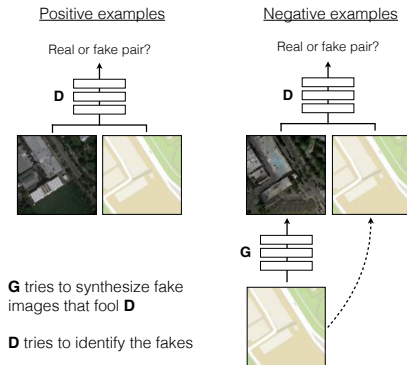 Positive examples
Real or fake pair?
D
Negative examples
Real or fake pair?
D
G
G tries to synthesize fake
images that fool D
D tries to identify the fakes